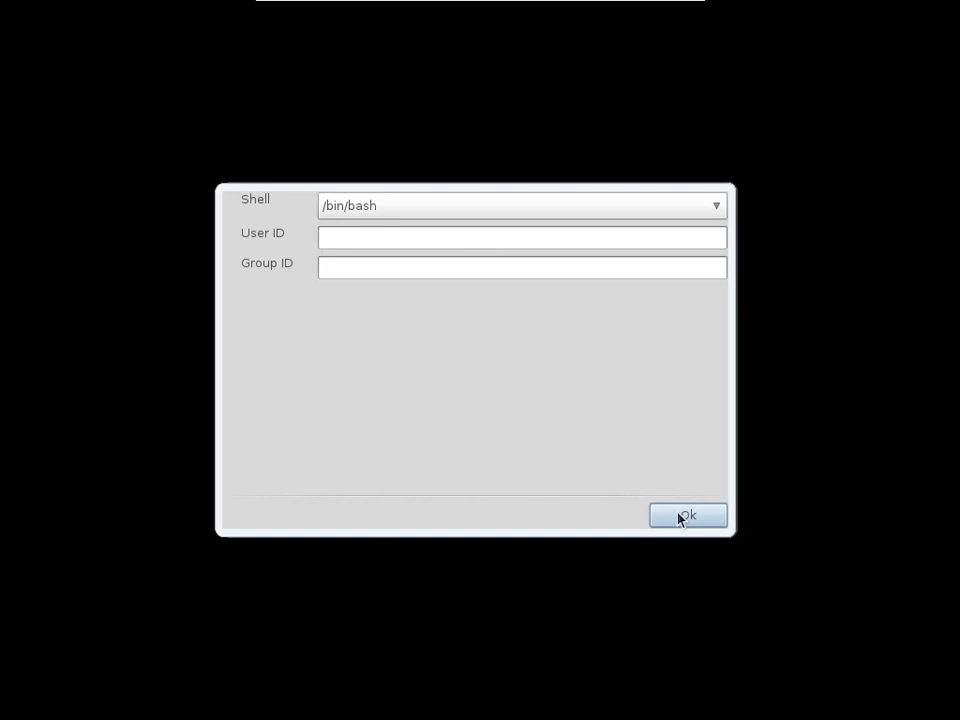 Shell
/bin/bash
User ID
Group ID
Ok